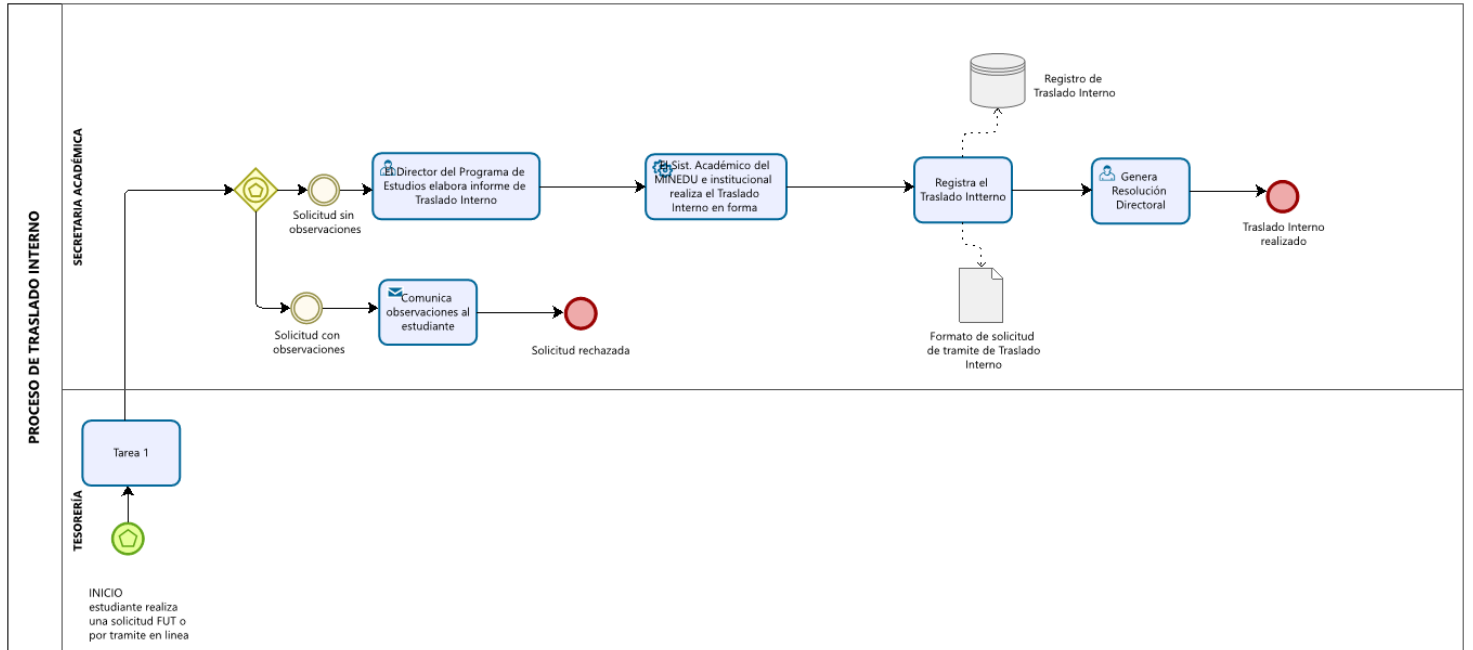 PROCESO DE TRASLADO INTERNO
SECRETARIA ACADÉMICA
Registro de
Traslado Interno
Solicitud sin
observaciones
El Director del Programa de
Estudios elabora informe de
Traslado Interno
El Sist. Académico del
MINEDU e institucional
realiza el Traslado
Interno en forma
Registra el
Traslado Intterno
Genera
Resolución
Directoral
Traslado Interno
realizado
Solicitud con
observaciones
Comunica
observaciones al
estudiante
Solicitud rechazada
Formato de solicitud
de tramite de Traslado
Interno
TESORERÍA
Tarea 1
INICIO
estudiante realiza
una solicitud FUT o
por tramite en linea